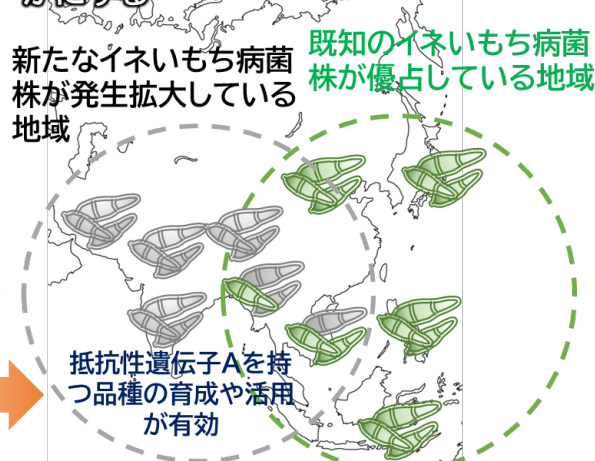 新たなイネいもち病菌
株が発生拡大している
地域
既知のイネいもち病菌
株が優占している地域
抵抗性遺伝子Aを持
つ品種の育成や活用
が有効